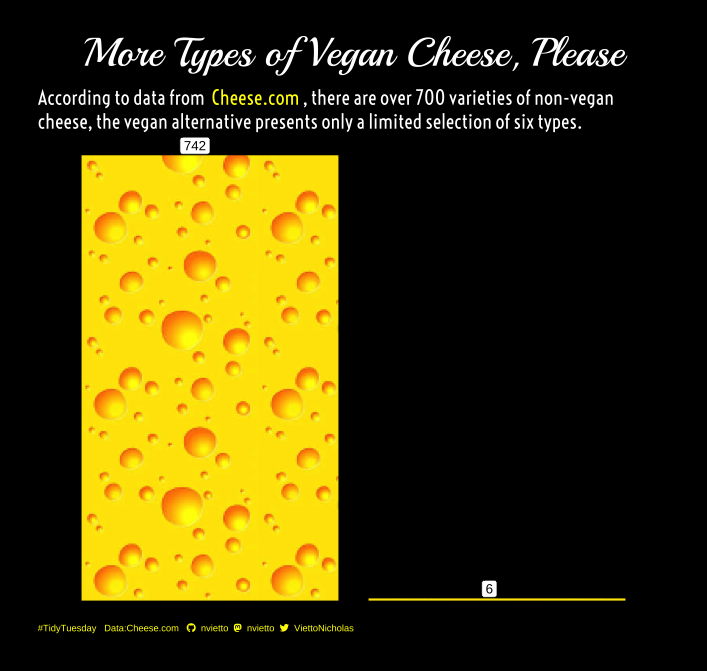 More Types of Vegan Cheese, Please
According to data from Cheese.com , there are over 700 varieties of non-vegan
cheese, the vegan alternative presents only a limited selection of six types.
742
6
#TidyTuesday Data:Cheese.com nvietto nvietto ViettoNicholas